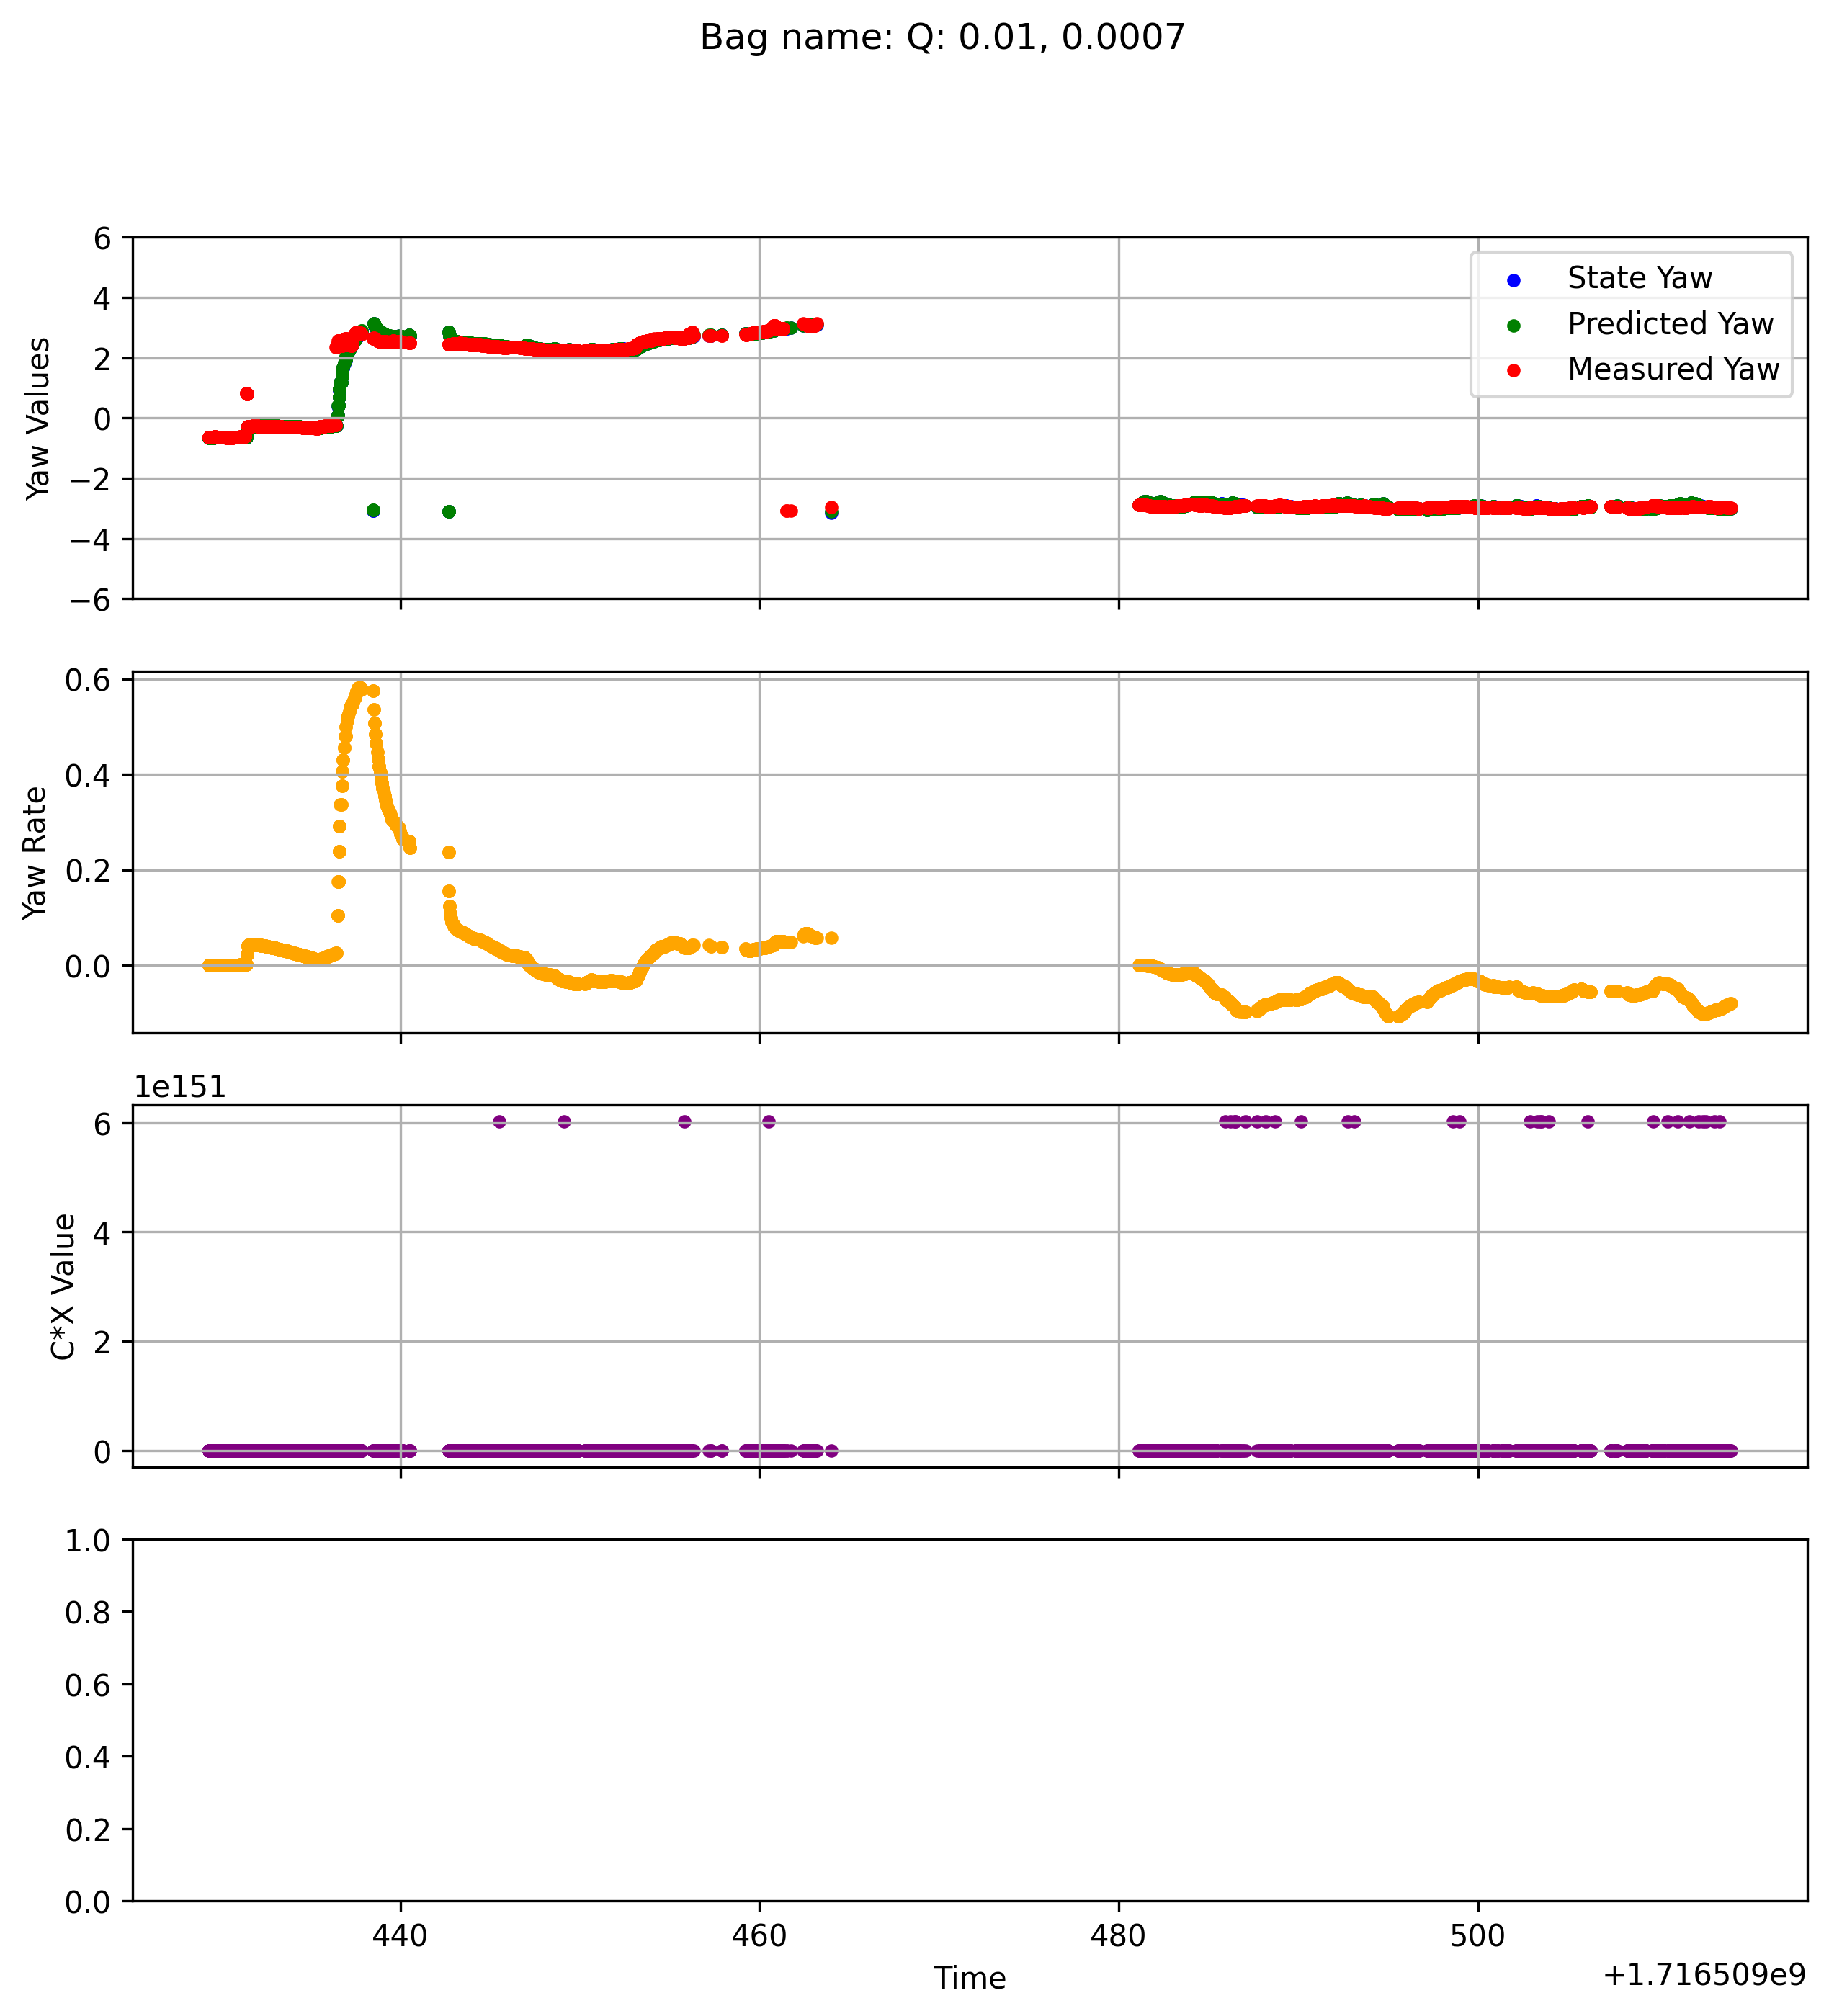 Bag name: Q: 0.01, 0.0007
6
4
2
0
−2
−4
−6
Yaw Values
State Yaw
Predicted Yaw
Measured Yaw
0.6
0.4
0.2
0.0
Yaw Rate
1e151
6
4
2
0
C*X Value
1.0
0.8
0.6
0.4
0.2
0.0
440 460 480 500
Time
+1.716509e9